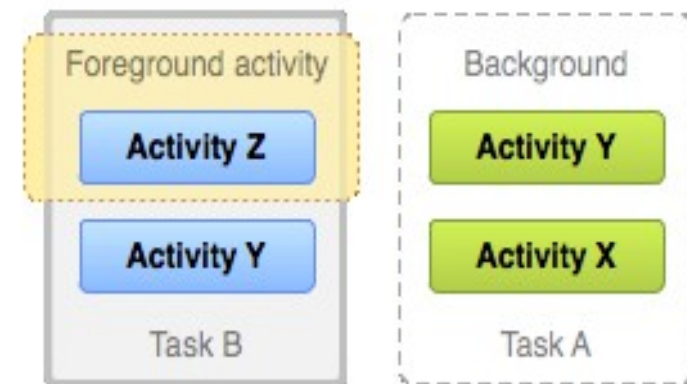 Foreground activity
Activity Z
Activity Y
Task B
Background
Activity Y
Activity X
Task A